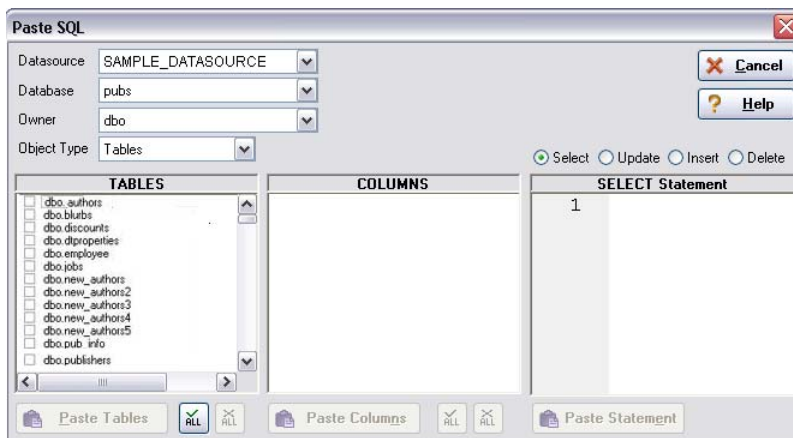 Paste SQL
Datasource SAMPLE_DATASOURCE
Cancel
Database pubs
Help
Owner dbo
Object Type Tables
Select Update Insert Delete
TABLES COLUMNS SELECT Statement
dbo.authors
dbo.blurbs
dbo.discounts
dbo.dtproperties
dbo.employee
dbo.jobs
dbo.new_authors
dbo.new_authors2
dbo.new_authors3
dbo.new_authors4
dbo.new_authors5
dbo.pub_info
dbo.publishers
1
Paste Tables ALL ALL Paste Columns ALL ALL Paste Statement